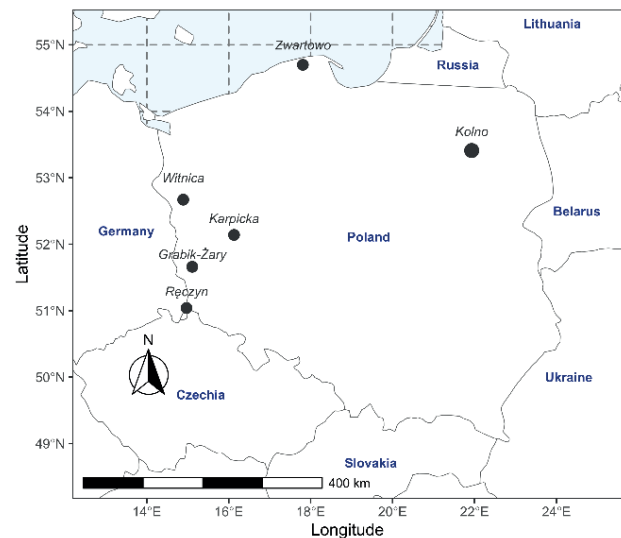 Lithuania
55°N
Zwartowo
Russia
54°N
Kolno
53°N
Witnica
Karpicka
Belarus
Germany
Poland
52°N
Grabik-Żary
Ręczyn
51°N
N
50°N
Czechia
Ukraine
49°N
Slovakia
400 km
14°E
16°E
18°E
20°E
22°E
24°E
Longitude
Latitude